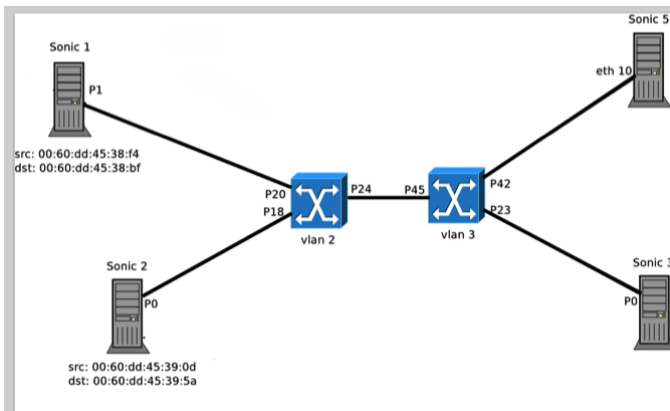 Sonic 1
P1
src: 00:60:dd:45:38:f4
dst: 00:60:dd:45:38:bf
Sonic 5
eth 10
P20
P18
P24
P45
P42
P23
vlan 2
vlan 3
Sonic 2
P0
src: 00:60:dd:45:39:0d
dst: 00:60:dd:45:39:5a
Sonic 3
P0